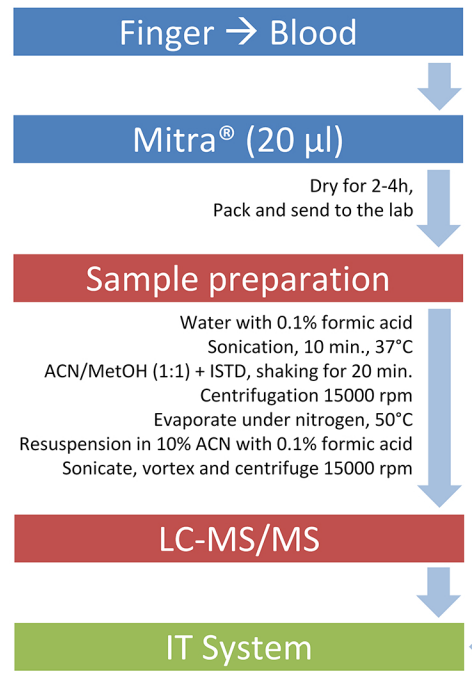 Finger → Blood
Mitra® (20 µl)
Dry for 2-4h,
Pack and send to the lab
Sample preparation
Water with 0.1% formic acid
Sonication, 10 min., 37°C
ACN/MetOH (1:1) + ISTD, shaking for 20 min.
Centrifugation 15000 rpm
Evaporate under nitrogen, 50°C
Resuspension in 10% ACN with 0.1% formic acid
Sonicate, vortex and centrifuge 15000 rpm
LC-MS/MS
IT System